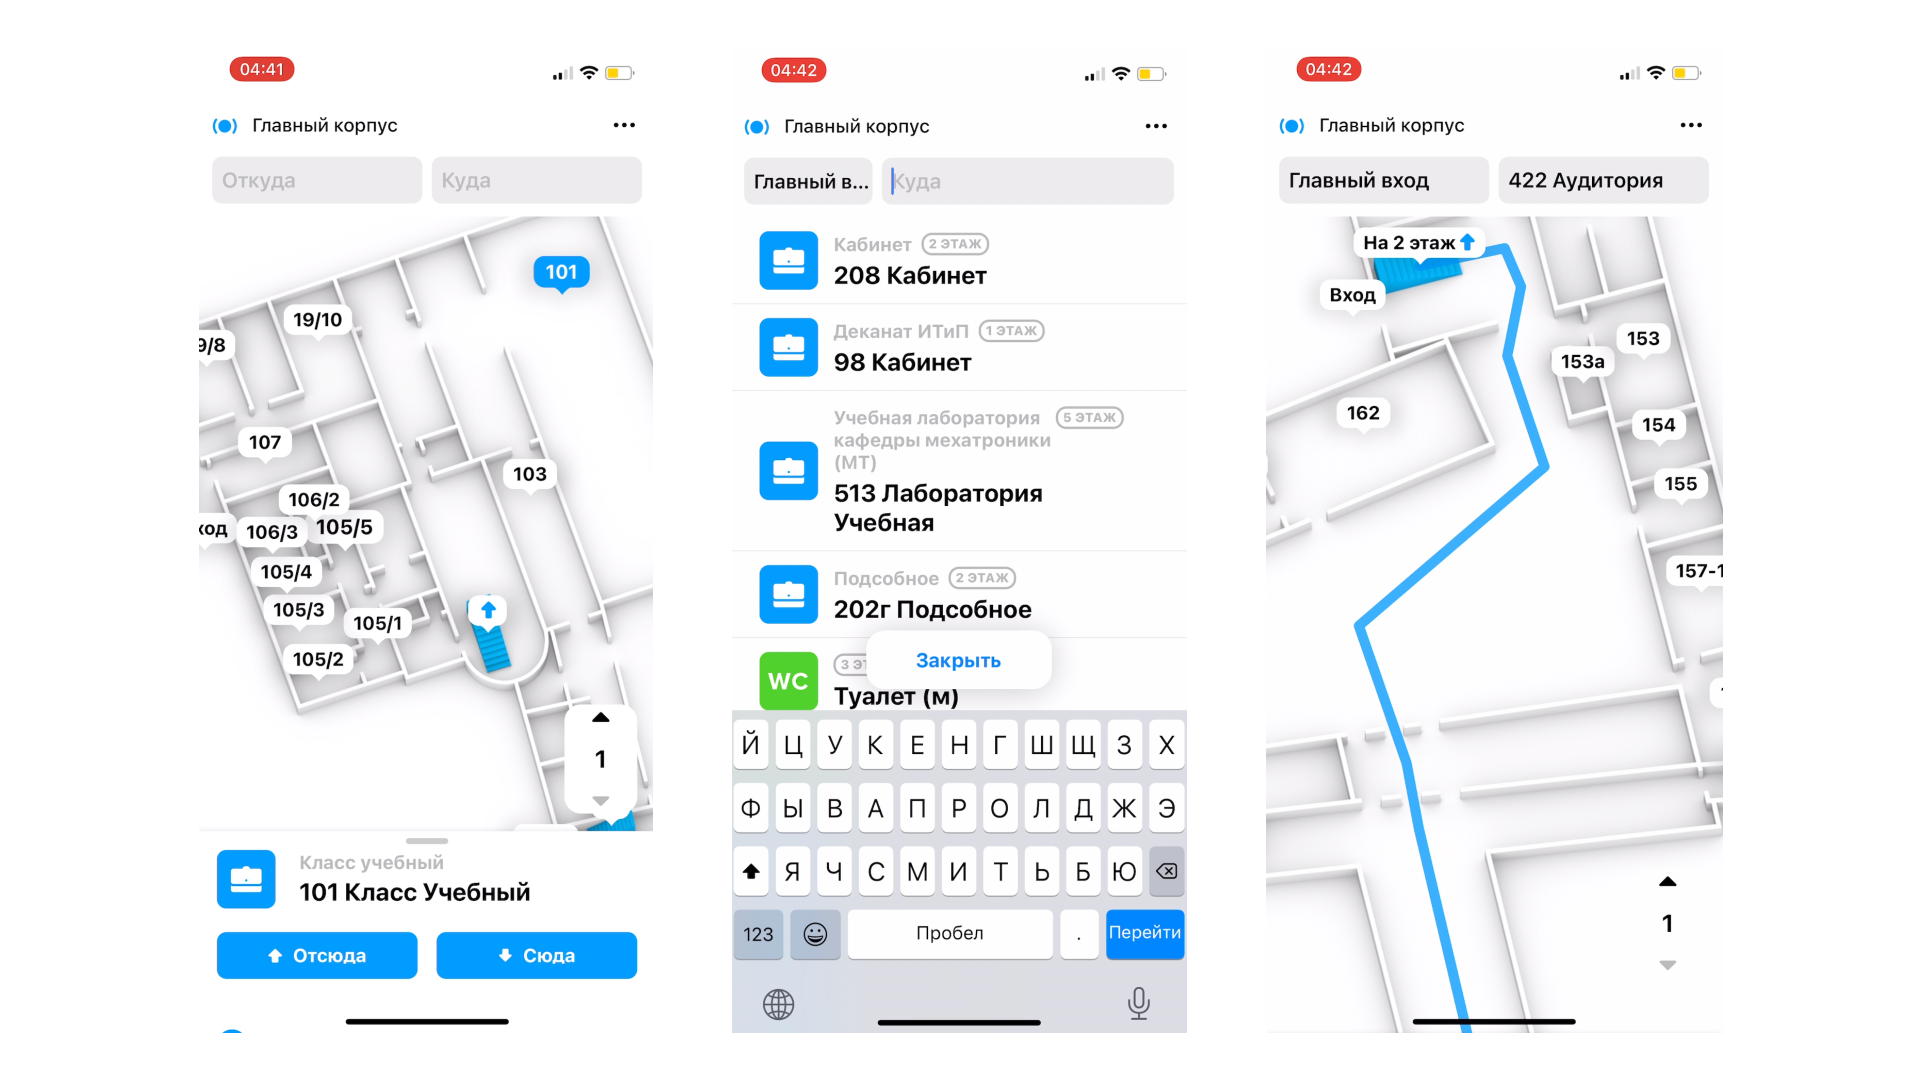 04:41
Главный корпус
Откуда
Куда
101
19/10
9/8
107
103
106/2
106/3
105/5
ход
105/4
105/3
105/1
105/2
1
Класс учебный
101 Класс Учебный
Отсюда
Сюда
04:42
Главный корпус
Главный в...
Куда
Кабинет 2 ЭТАЖ
208 Кабинет
Деканат ИТиП 1 ЭТАЖ
98 Кабинет
Учебная лаборатория 5 ЭТАЖ
кафедры мехатроники
(МТ)
513 Лаборатория
Учебная
Подсобное 2 ЭТАЖ
202г Подсобное
WC
3 ЭТ
Туалет (м)
Закрыть
Й Ц У К Е Н Г Ш Щ З Х
Ф Ы В А П Р О Л Д Ж Э
Я Ч С М И Т Ь Б Ю
123 Пробел . Перейти
04:42
Главный корпус
Главный вход
422 Аудитория
На 2 этаж
Вход
153
153а
162
154
155
157-1
1